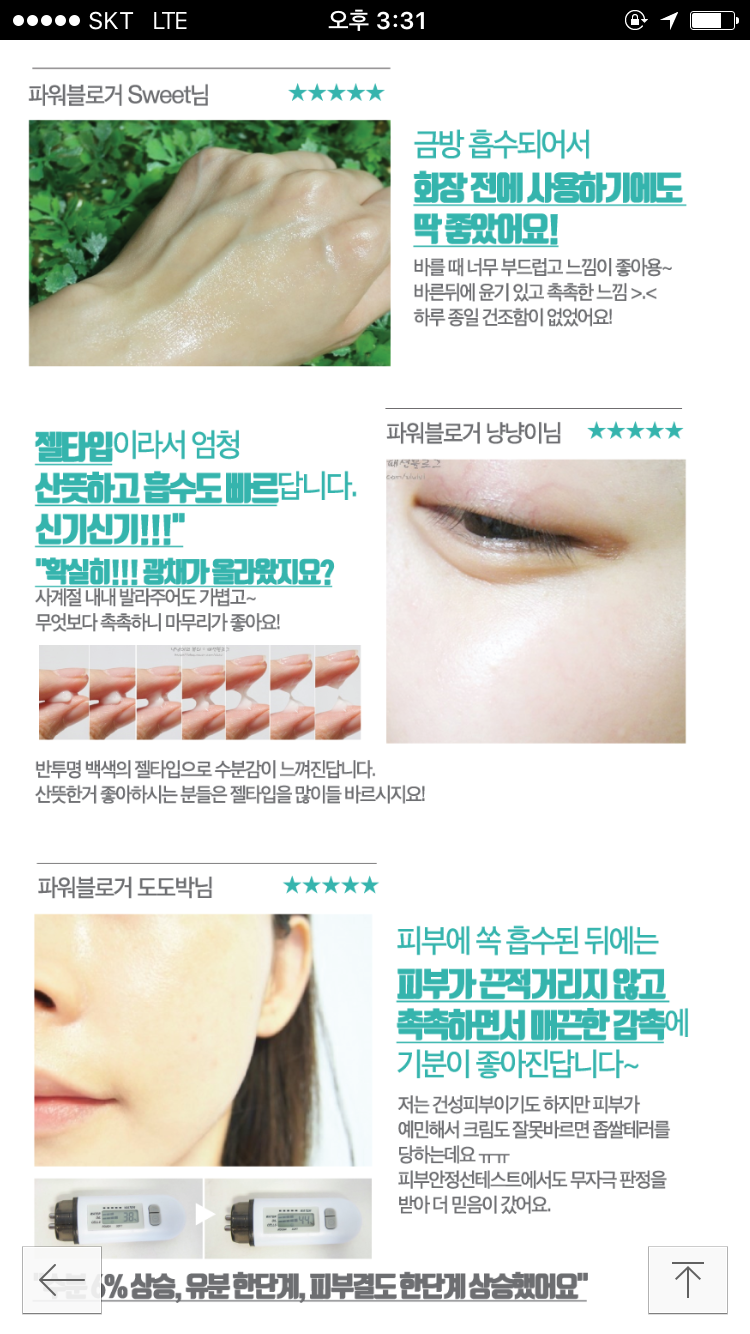 SKT LTE 오후 3:31
파워블로거 Sweet님 ★★★★★
금방 흡수되어서
화장 전에 사용하기에도
딱 좋았어요!
바를 때 너무 부드럽고 느낌이 좋아용~
바른뒤에 윤기 있고 촉촉한 느낌 >.<
하루 종일 건조함이 없었어요!
젤타입이라서 엄청
산뜻하고 흡수도 빠르답니다.
신기신기!!!"
"확실히!!! 광채가 올라왔지요?
사계절 내내 발라주어도 가볍고~
무엇보다 촉촉하니 마무리가 좋아요!
파워블로거 냥냥이님 ★★★★★
반투명 백색의 젤타입으로 수분감이 느껴진답니다.
산뜻한거 좋아하시는 분들은 젤타입을 많이들 바르시지요!
파워블로거 도도박님 ★★★★★
피부에 쏙 흡수된 뒤에는
피부가 끈적거리지 않고
촉촉하면서 매끈한 감촉에
기분이 좋아진답니다~
저는 건성피부이기도 하지만 피부가
예민해서 크림도 잘못바르면 좁쌀테러를
당하는데요 ㅠㅠ
피부안정선테스트에서도 무자극 판정을
받아 더 믿음이 갔어요.
6% 상승, 유분 한단계, 피부결도 한단계 상승했어요"